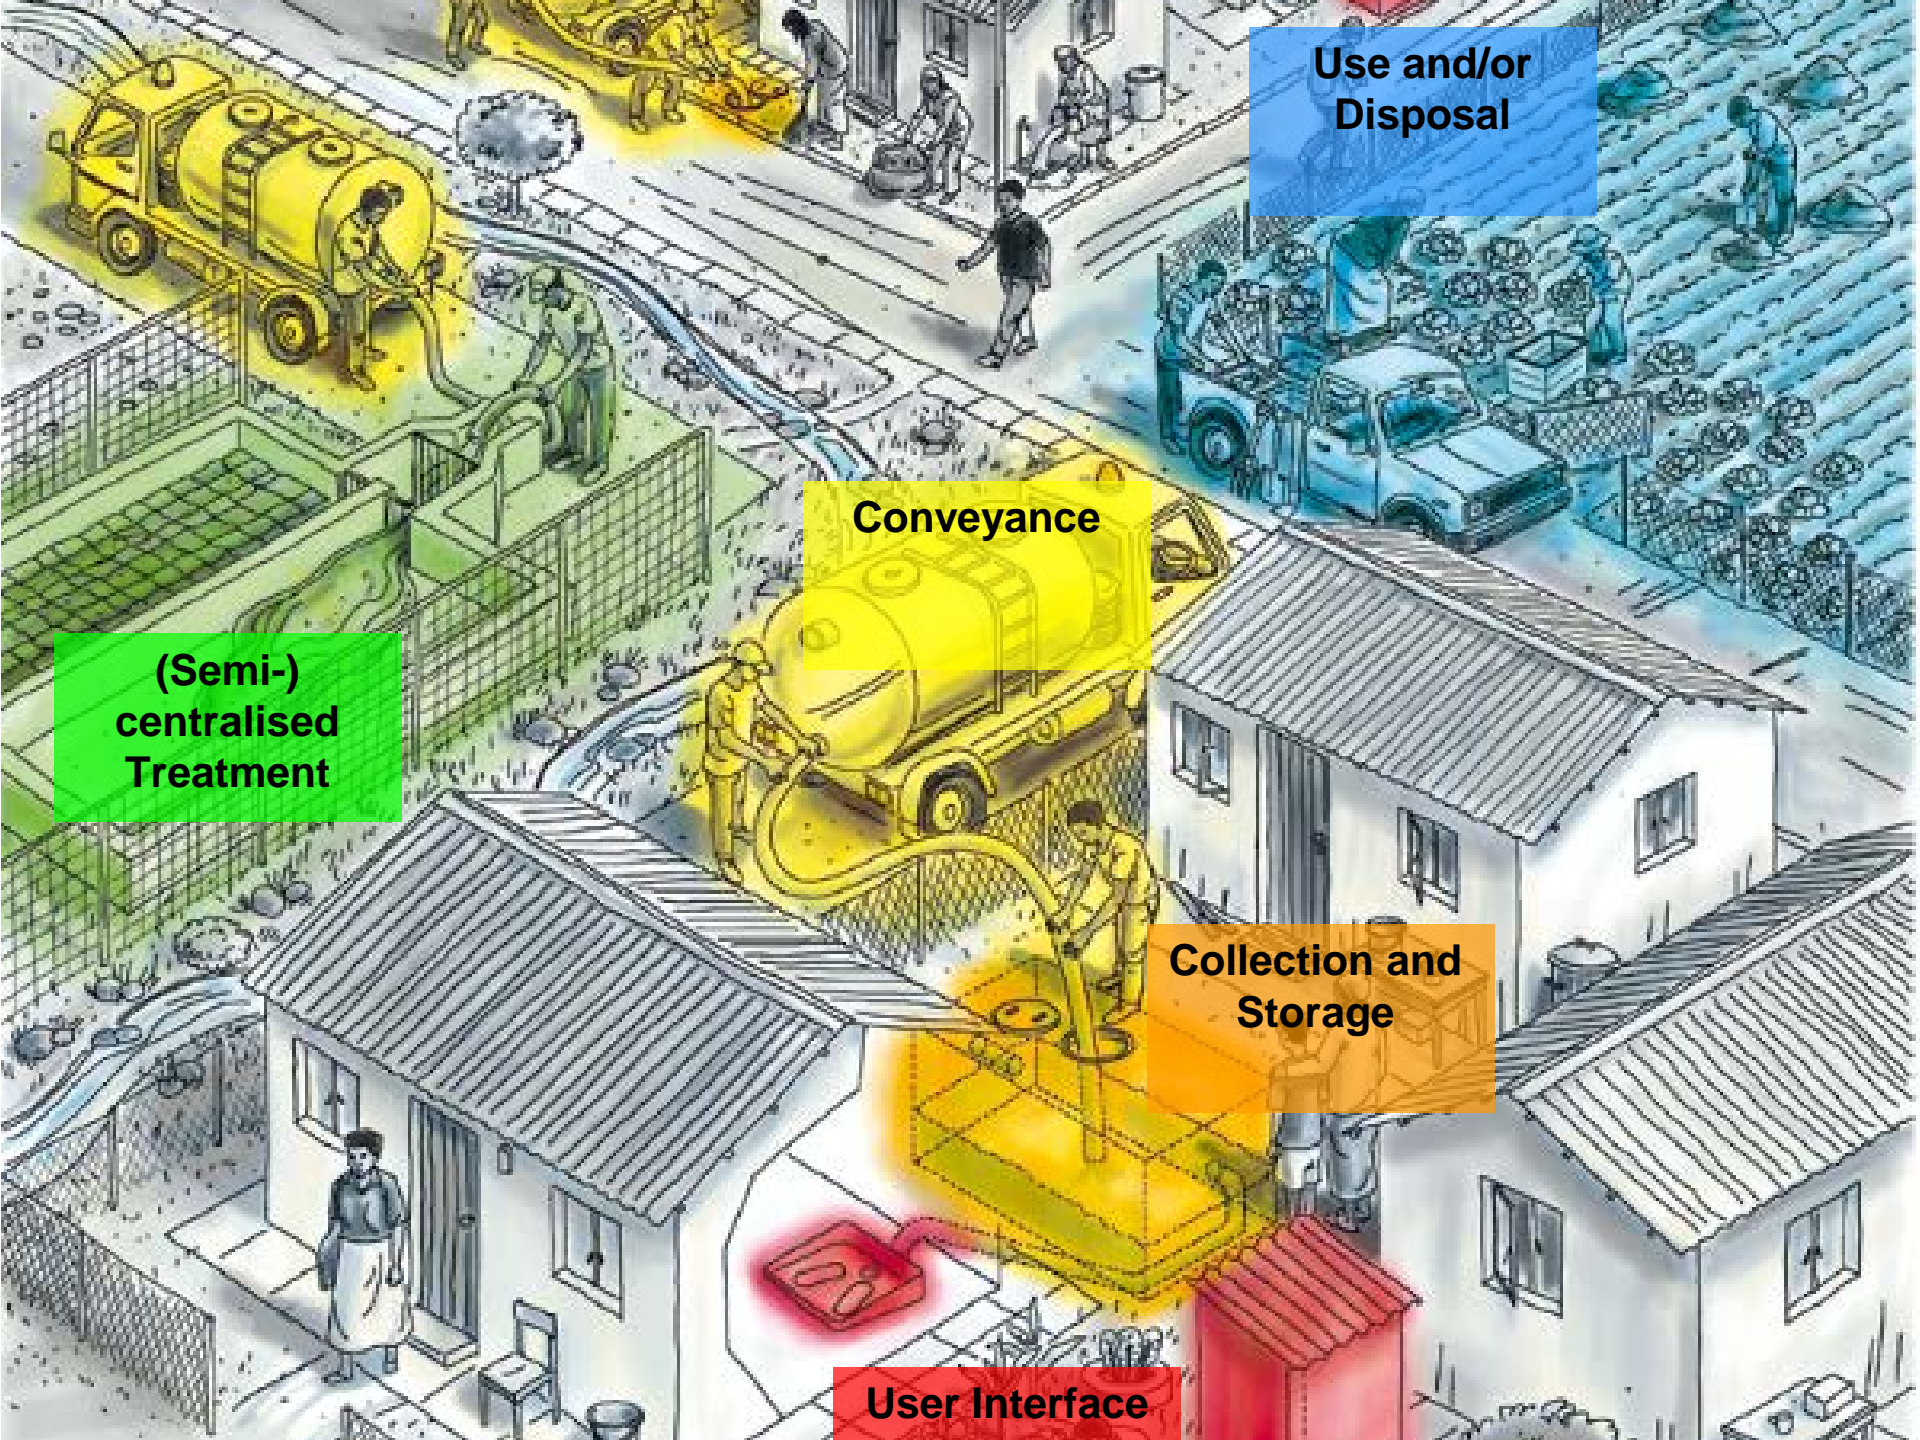 Use and/or
Disposal
Conveyance
(Semi-)
centralised
Treatment
Collection and
Storage
User Interface